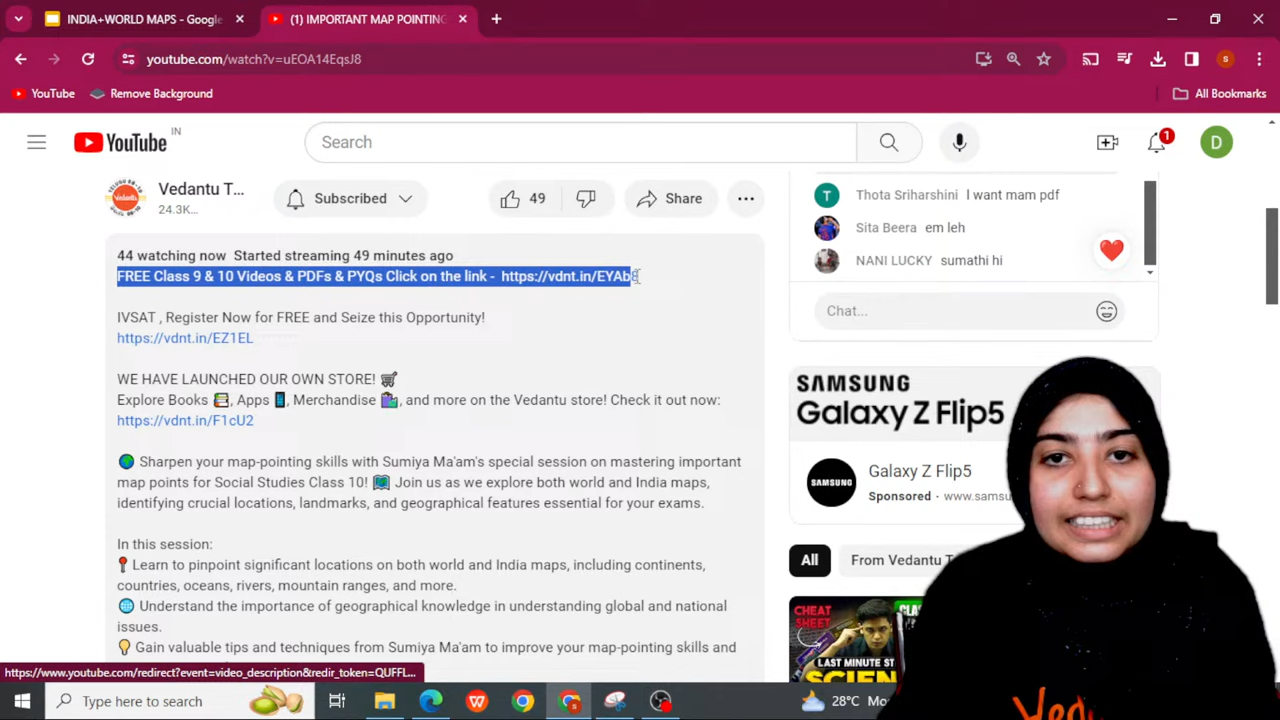 INDIA+WORLD MAPS - Google
(1) IMPORTANT MAP POINTING
youtube.com/watch?v=uEOA14EqsJ8
YouTube
Remove Background
All Bookmarks
YouTube IN
Search
1
D
Vedantu T...
24.3K...
Subscribed
49
Share
T Thota Sriharshini I want mam pdf
Sita Beera em leh
NANI LUCKY sumathi hi
Chat...
44 watching now Started streaming 49 minutes ago
FREE Class 9 & 10 Videos & PDFs & PYQs Click on the link - https://vdnt.in/EYAb
IVSAT , Register Now for FREE and Seize this Opportunity!
https://vdnt.in/EZ1EL
WE HAVE LAUNCHED OUR OWN STORE!
Explore Books , Apps , Merchandise , and more on the Vedantu store! Check it out now:
https://vdnt.in/F1cU2
Sharpen your map-pointing skills with Sumiya Ma'am's special session on mastering important
map points for Social Studies Class 10! Join us as we explore both world and India maps,
identifying crucial locations, landmarks, and geographical features essential for your exams.
In this session:
Learn to pinpoint significant locations on both world and India maps, including continents,
countries, oceans, rivers, mountain ranges, and more.
Understand the importance of geographical knowledge in understanding global and national
issues.
Gain valuable tips and techniques from Sumiya Ma'am to improve your map-pointing skills and
SAMSUNG
Galaxy Z Flip5
SAMSUNG
Galaxy Z Flip5
Sponsored · www.samsu
All
From Vedantu T
CHEAT
SHEET
CLASS
LAST MINUTE ST
SCIEN
https://www.youtube.com/redirect?event=video_description&redir_token=QUFFL...
Type here to search
28°C Mo
Ved